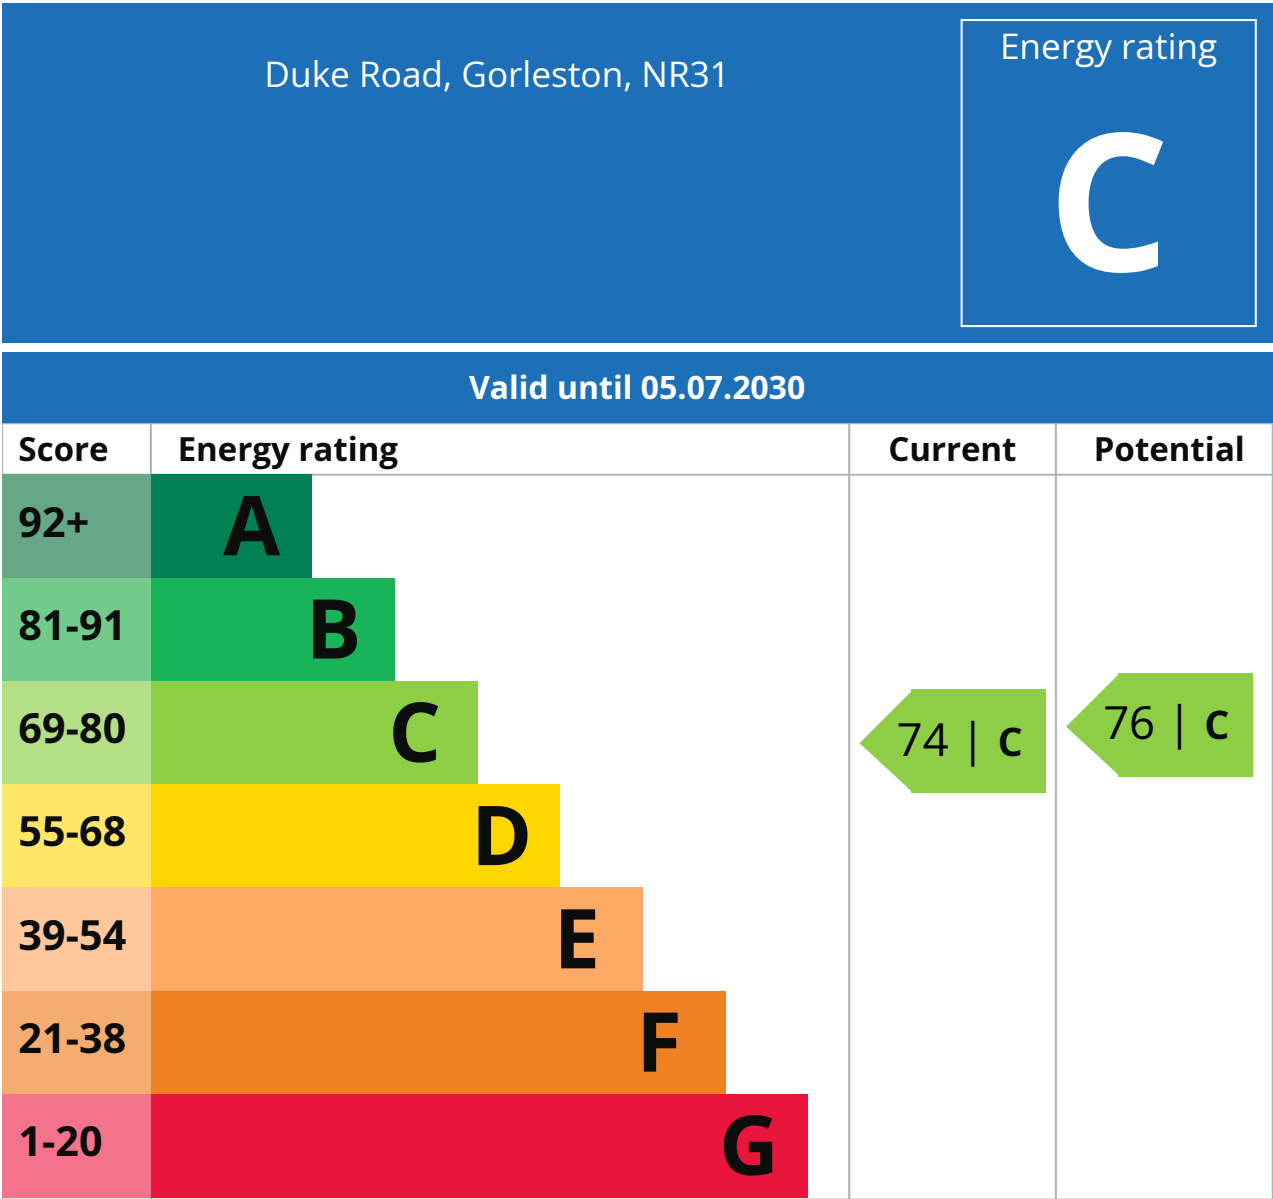 Duke Road, Gorleston, NR31
Energy rating
C
Valid until 05.07.2030
Score Energy rating Current Potential
92+ A
81-91 B
69-80 C 74 | C 76 | C
55-68 D
39-54 E
21-38 F
1-20 G